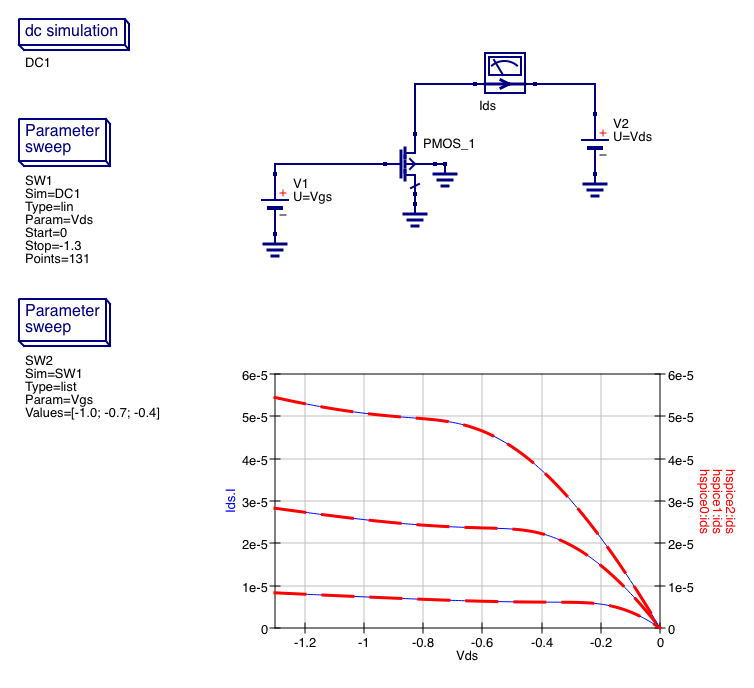 dc simulation
DC1
Parameter
sweep
SW1
Sim=DC1
Type=lin
Param=Vds
Start=0
Stop=-1.3
Points=131
Parameter
sweep
SW2
Sim=SW1
Type=list
Param=Vgs
Values=[-1.0; -0.7; -0.4]
Ids
PMOS_1
V1
U=Vgs
V2
U=Vds
6e-5
5e-5
4e-5
3e-5
2e-5
1e-5
0
Ids.I
-1.2 -1 -0.8 -0.6 -0.4 -0.2 0
Vds
6e-5
5e-5
4e-5
3e-5
2e-5
1e-5
0
hspice2:ids
hspice1:ids
hspice0:ids